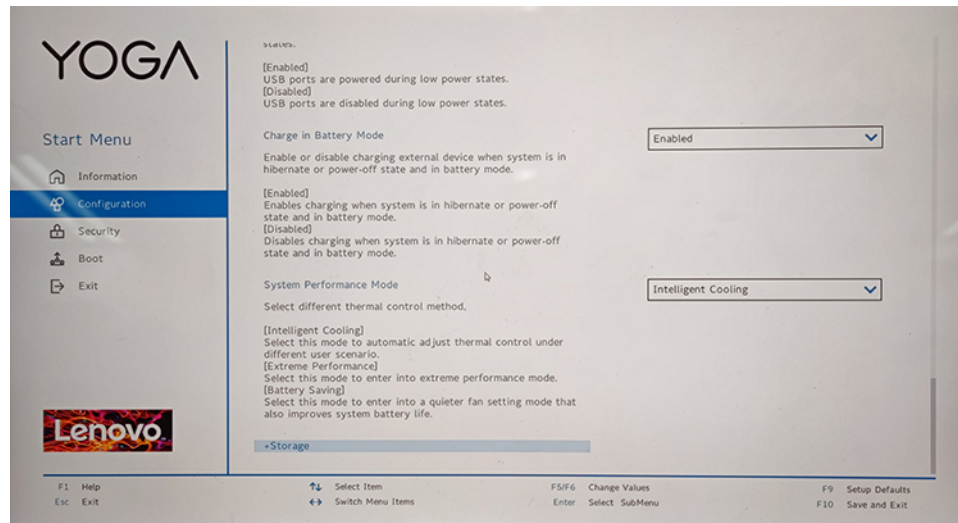 YOGA
Start Menu
Information
Configuration
Security
Boot
Exit
Lenovo
states.
[Enabled]
USB ports are powered during low power states.
[Disabled]
USB ports are disabled during low power states.
Charge in Battery Mode
Enabled
Enable or disable charging external device when system is in
hibernate or power-off state and in battery mode.
[Enabled]
Enables charging when system is in hibernate or power-off
state and in battery mode.
[Disabled]
Disables charging when system is in hibernate or power-off
state and in battery mode.
System Performance Mode
Intelligent Cooling
Select different thermal control method.
[Intelligent Cooling]
Select this mode to automatic adjust thermal control under
different user scenario.
[Extreme Performance]
Select this mode to enter into extreme performance mode.
[Battery Saving]
Select this mode to enter into a quieter fan setting mode that
also improves system battery life.
+Storage
F1 Help
Esc Exit
↑↓ Select Item
↔ Switch Menu Items
F5/F6 Change Values
Enter Select SubMenu
F9 Setup Defaults
F10 Save and Exit